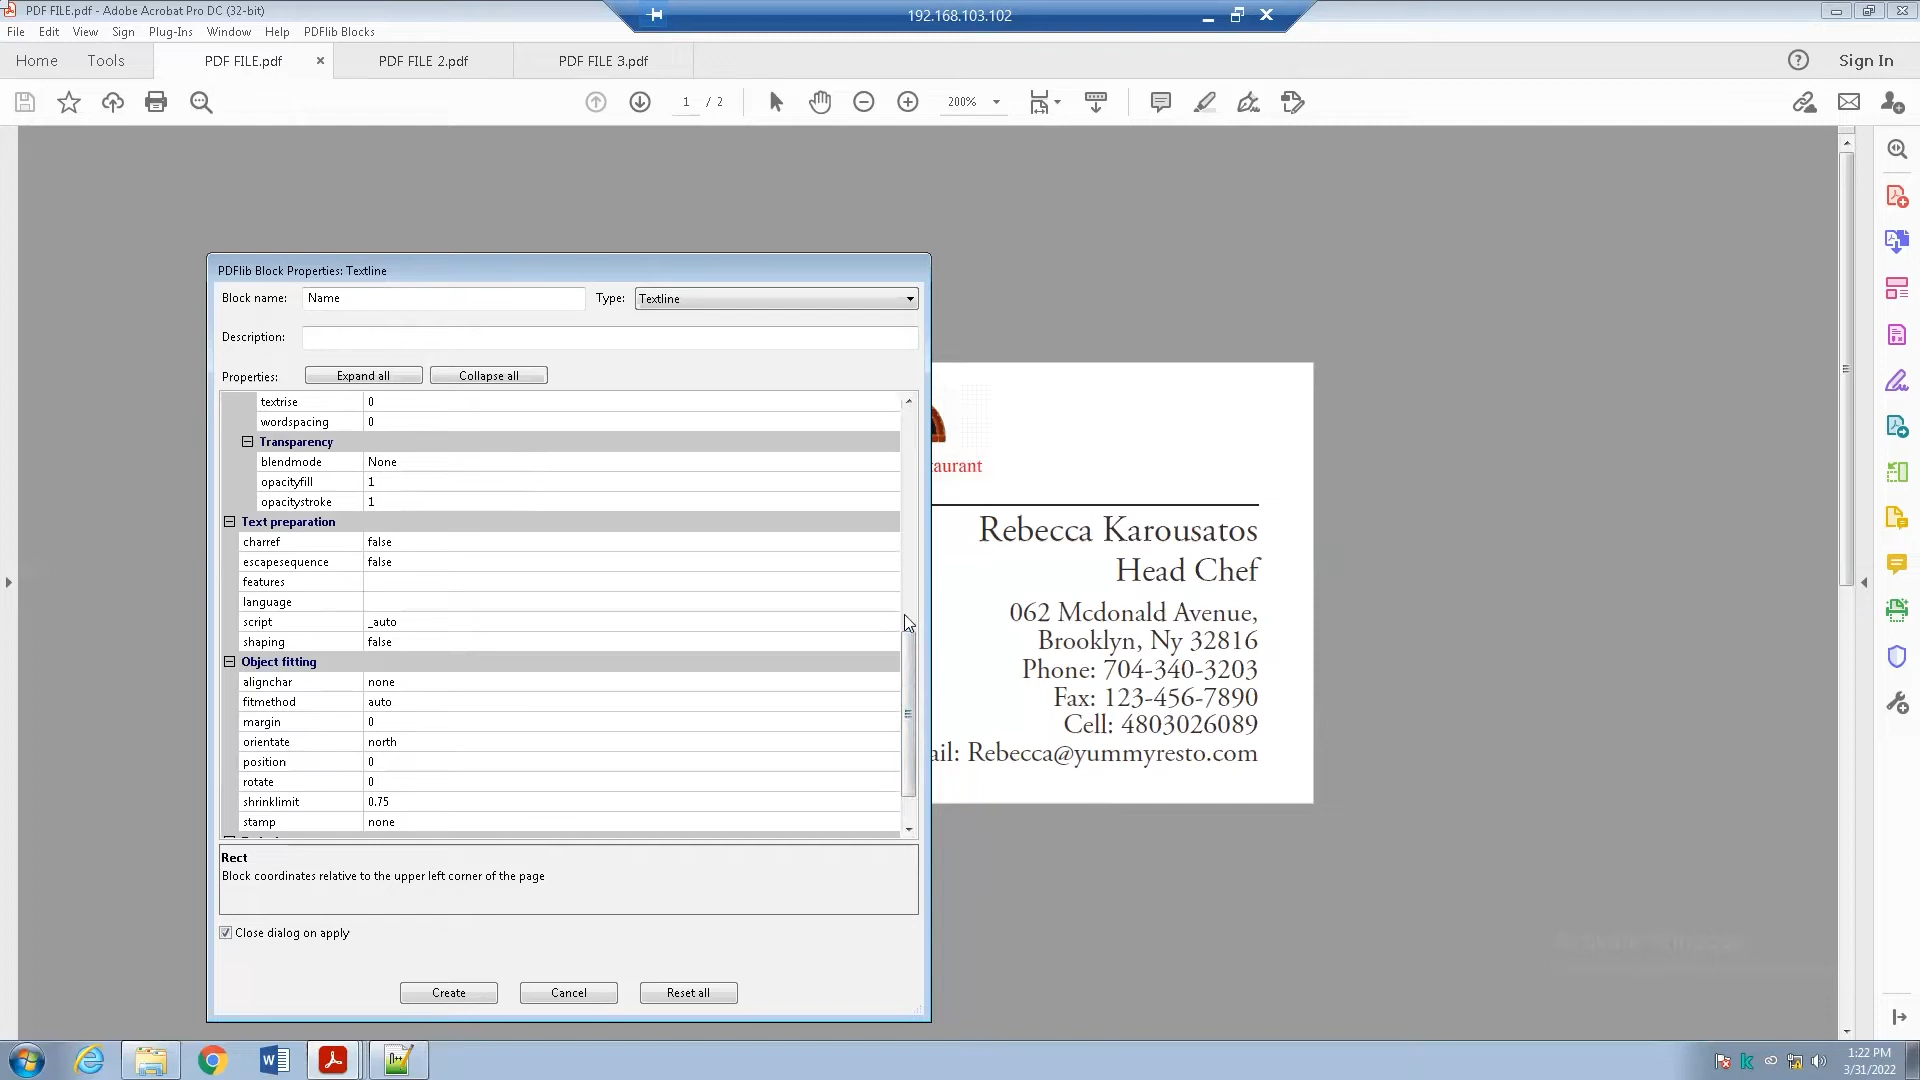 PDF FILE.pdf - Adobe Acrobat Pro DC (32-bit)
192.168.103.102
File Edit View Sign Plug-Ins Window Help PDFlib Blocks
Home Tools PDF FILE.pdf × PDF FILE 2.pdf PDF FILE 3.pdf Sign In
1 / 2 200%
PDFlib Block Properties: Textline
Block name: Name Type: Textline
Description:
Properties: Expand all Collapse all
textrise 0
wordspacing 0
Transparency
blendmode None
opacityfill 1
opacitystroke 1
Text preparation
charref false
escapesequence false
features
language
script _auto
shaping false
Object fitting
alignchar none
fitmethod auto
margin 0
orientate north
position 0
rotate 0
shrinklimit 0.75
stamp none
Rect
Block coordinates relative to the upper left corner of the page
Close dialog on apply
Create Cancel Reset all
aurant
Rebecca Karousatos
Head Chef
062 Mcdonald Avenue,
Brooklyn, Ny 32816
Phone: 704-340-3203
Fax: 123-456-7890
Cell: 4803026089
ail: Rebecca@yummyresto.com
1:22 PM
3/31/2022